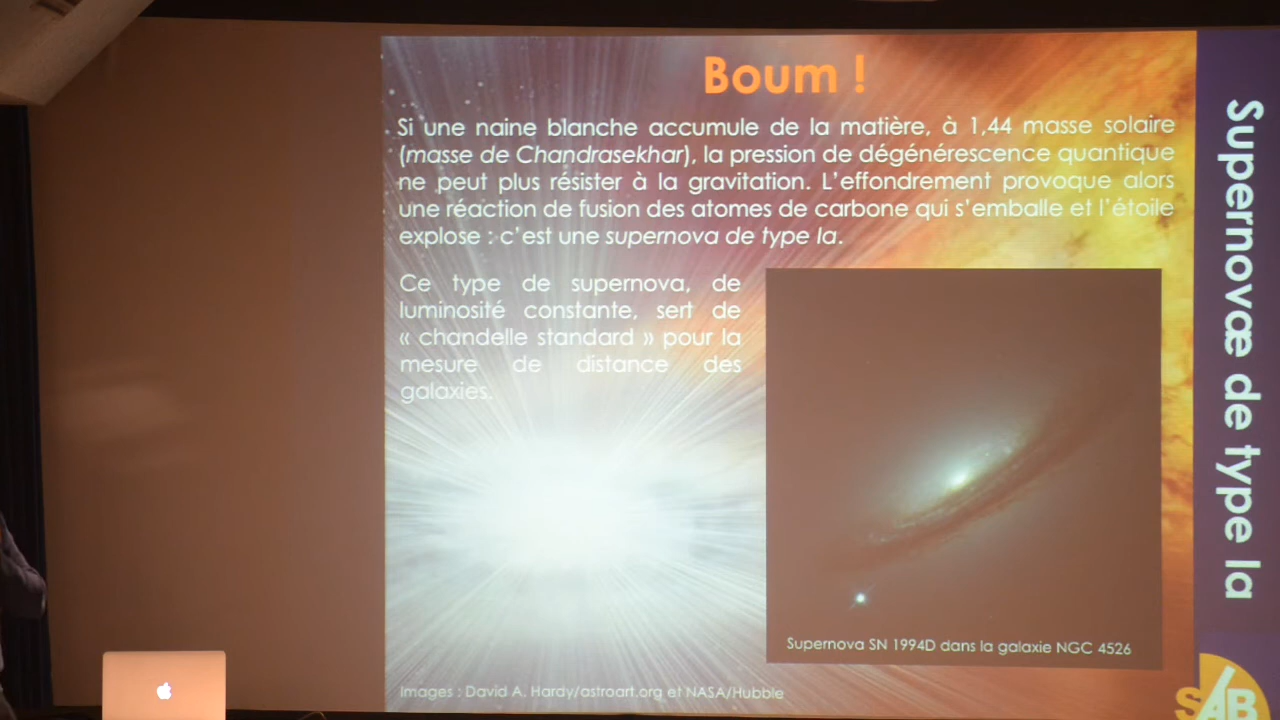 Boum !
Si une naine blanche accumule de la matière, à 1,44 masse solaire
(masse de Chandrasekhar), la pression de dégénérescence quantique
ne peut plus résister à la gravitation. L'effondrement provoque alors
une réaction de fusion des atomes de carbone qui s'emballe et l'étoile
explose : c'est une supernova de type Ia.
Ce type de supernova, de
luminosité constante, sert de
« chandelle standard » pour la
mesure de distance des
galaxies.
Supernova SN 1994D dans la galaxie NGC 4526
Images : David A. Hardy/astroart.org et NASA/Hubble
Supernovæ de type Ia
SAB